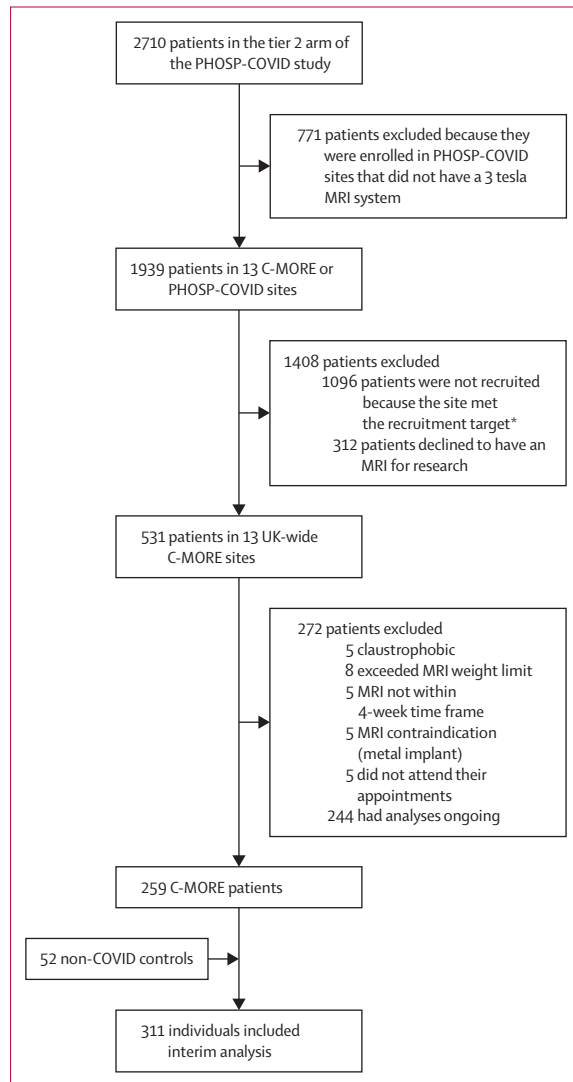 2710 patients in the tier 2 arm of
the PHOSP-COVID study
771 patients excluded because they
were enrolled in PHOSP-COVID
sites that did not have a 3 tesla
MRI system
1939 patients in 13 C-MORE or
PHOSP-COVID sites
1408 patients excluded
1096 patients were not recruited
because the site met
the recruitment target*
312 patients declined to have an
MRI for research
531 patients in 13 UK-wide
C-MORE sites
272 patients excluded
5 claustrophobic
8 exceeded MRI weight limit
5 MRI not within
4-week time frame
5 MRI contraindication
(metal implant)
5 did not attend their
appointments
244 had analyses ongoing
259 C-MORE patients
52 non-COVID controls
311 individuals included
interim analysis